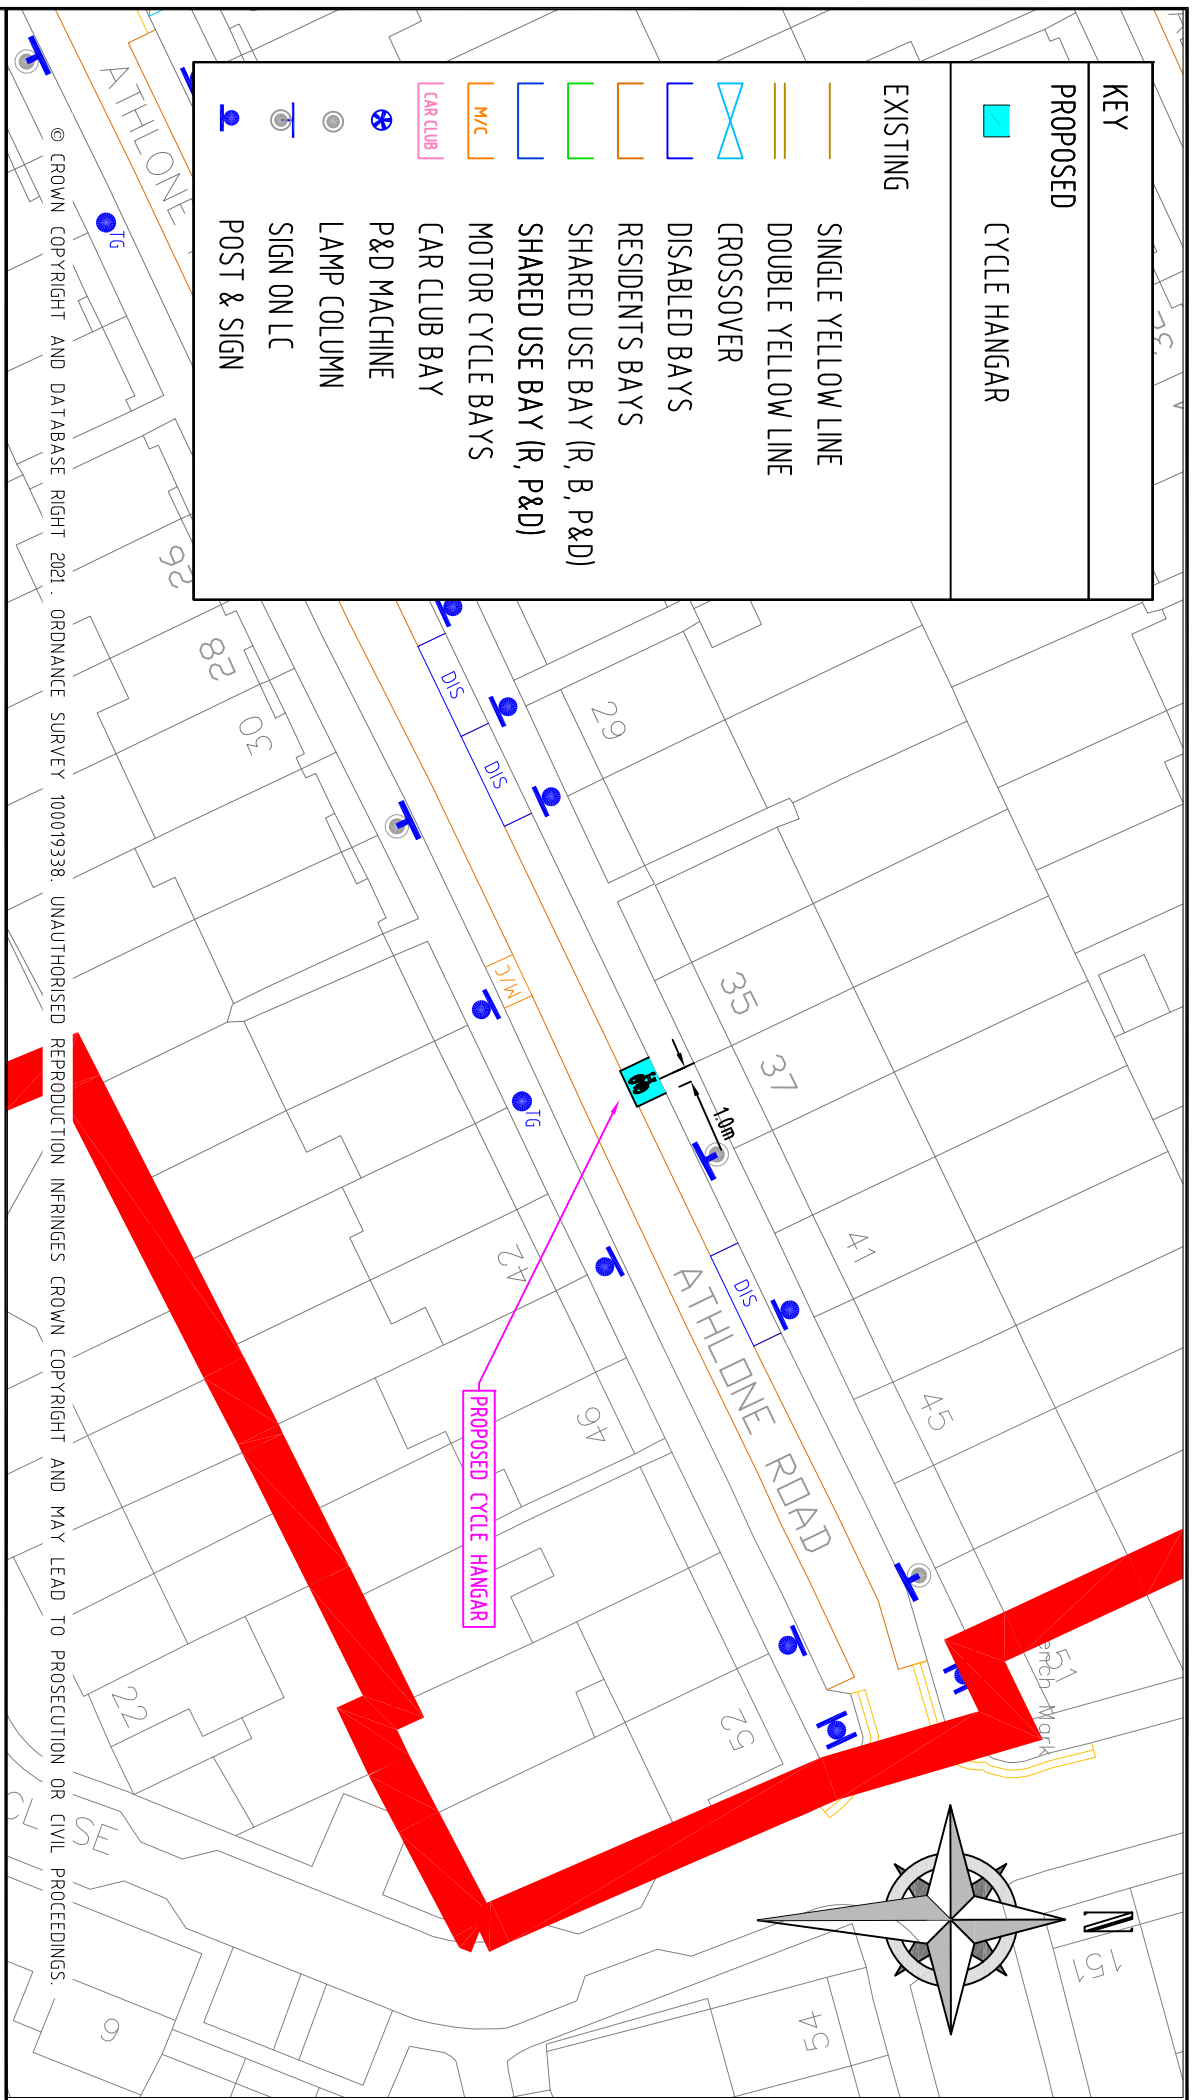 KEY
PROPOSED
CYCLE HANGAR
EXISTING
SINGLE YELLOW LINE
DOUBLE YELLOW LINE
CROSSOVER
DISABLED BAYS
RESIDENTS BAYS
SHARED USE BAY (R, B, P&D)
SHARED USE BAY (R, P&D)
M/C MOTOR CYCLE BAYS
CAR CLUB CAR CLUB BAY
P&D MACHINE
LAMP COLUMN
SIGN ON LC
POST & SIGN
N
151
54
51
45
41
37
35
29
1.0m
DIS
DIS
DIS
ATHLONE ROAD
M/C
TG
PROPOSED CYCLE HANGAR
52
46
42
30
28
26
ATHLONE
TG
22
6
© CROWN COPYRIGHT AND DATABASE RIGHT 2021. ORDNANCE SURVEY 100019338. UNAUTHORISED REPRODUCTION INFRINGES CROWN COPYRIGHT AND MAY LEAD TO PROSECUTION OR CIVIL PROCEEDINGS.